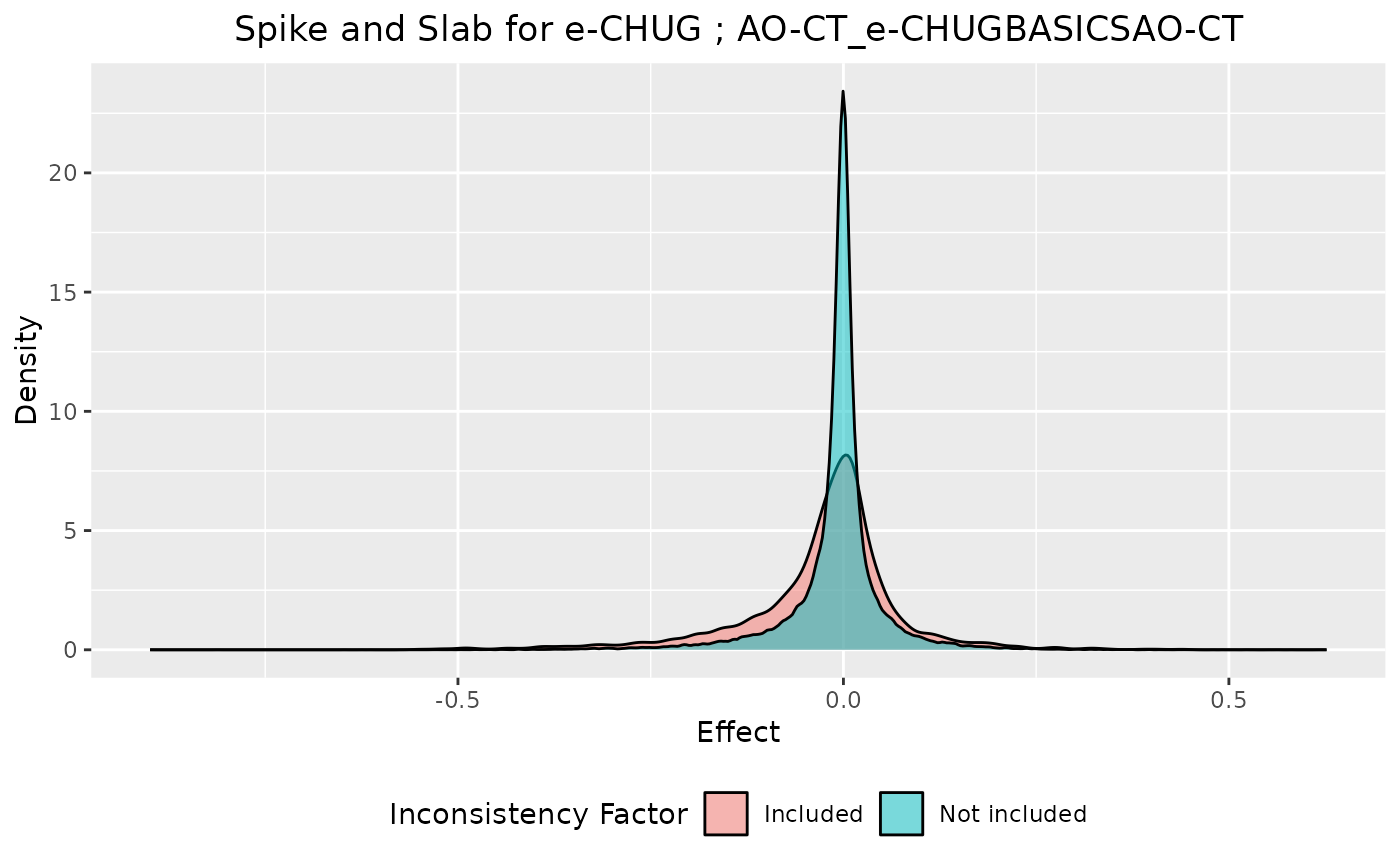 Spike and Slab for e-CHUG ; AO-CT_e-CHUGBASICSAO-CT
Density
20
15
10
5
0
-0.5 0.0 0.5
Effect
Inconsistency Factor Included Not included